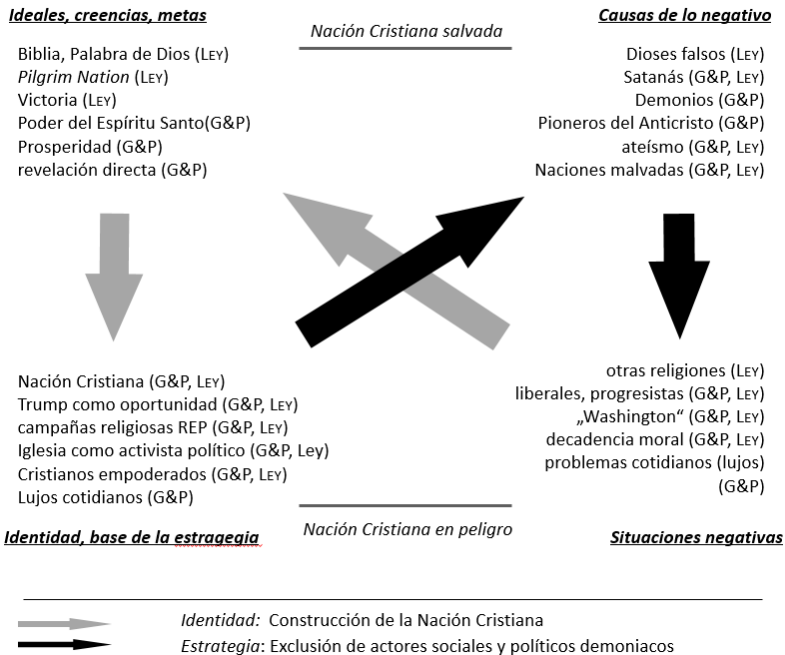 Ideales, creencias, metas
Nación Cristiana salvada
Causas de lo negativo
Biblia, Palabra de Dios (LEY)
Pilgrim Nation (LEY)
Victoria (LEY)
Poder del Espíritu Santo(G&P)
Prosperidad (G&P)
revelación directa (G&P)
Dioses falsos (LEY)
Satanás (G&P, LEY)
Demonios (G&P)
Pioneros del Anticristo (G&P)
ateísmo (G&P, LEY)
Naciones malvadas (G&P, LEY)
Nación Cristiana (G&P, LEY)
Trump como oportunidad (G&P, LEY)
campañas religiosas REP (G&P, LEY)
Iglesia como activista político (G&P, Ley)
Cristianos empoderados (G&P, LEY)
Lujos cotidianos (G&P)
otras religiones (LEY)
liberales, progresistas (G&P, LEY)
„Washington“ (G&P, LEY)
decadencia moral (G&P, LEY)
problemas cotidianos (lujos)
(G&P)
Identidad, base de la estragegia
Nación Cristiana en peligro
Situaciones negativas
Identidad: Construcción de la Nación Cristiana
Estrategia: Exclusión de actores sociales y políticos demoniacos